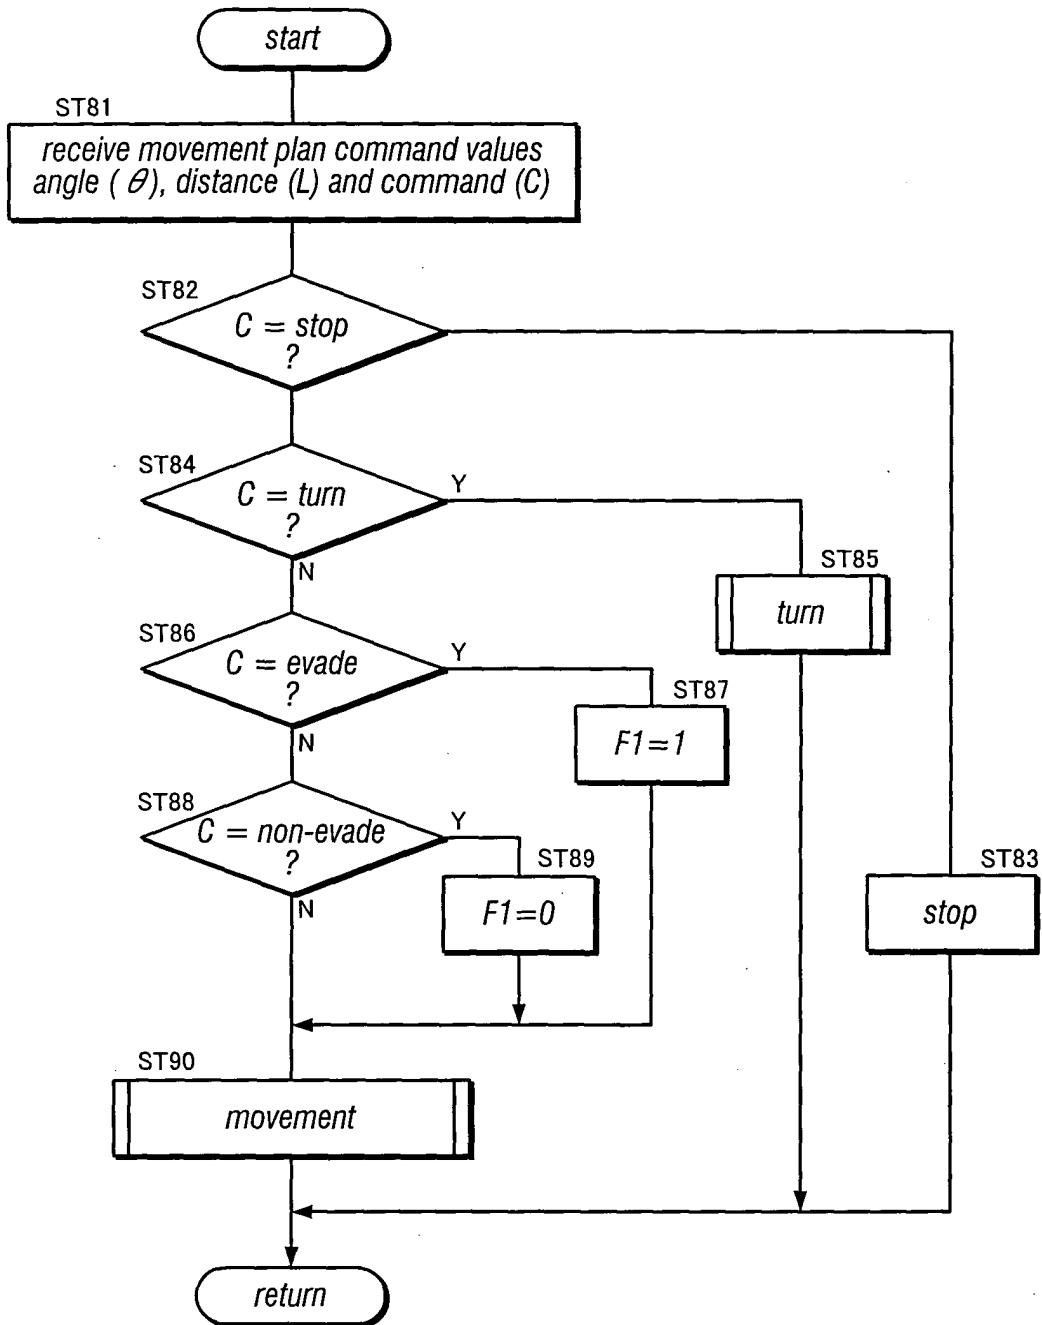 start
ST81
receive movement plan command values
angle ( θ), distance (L) and command (C)
ST82
C = stop
?
ST84
C = turn
?
Y
N
ST85
turn
ST86
C = evade
?
Y
N
ST87
F1=1
ST88
C = non-evade
?
Y
N
ST89
F1=0
ST83
stop
ST90
movement
return